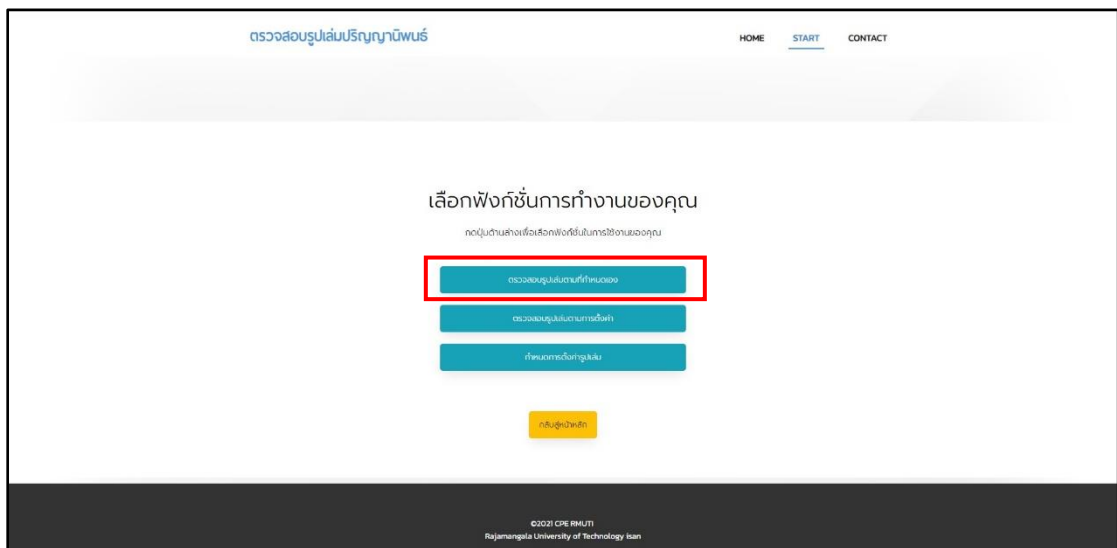 ตรวจสอบรูปเล่มปริญญานิพนธ์
HOME START CONTACT
เลือกฟังก์ชั่นการทำงานของคุณ
กดปุ่มด้านล่างเพื่อเลือกฟังก์ชั่นในการใช้งานของคุณ
ตรวจสอบรูปเล่มตามที่กำหนดเอง
ตรวจสอบรูปเล่มตามการตั้งค่า
กำหนดการตั้งค่ารูปเล่ม
กลับสู่หน้าหลัก
©2021 CPE RMUTI
Rajamangala University of Technology Isan